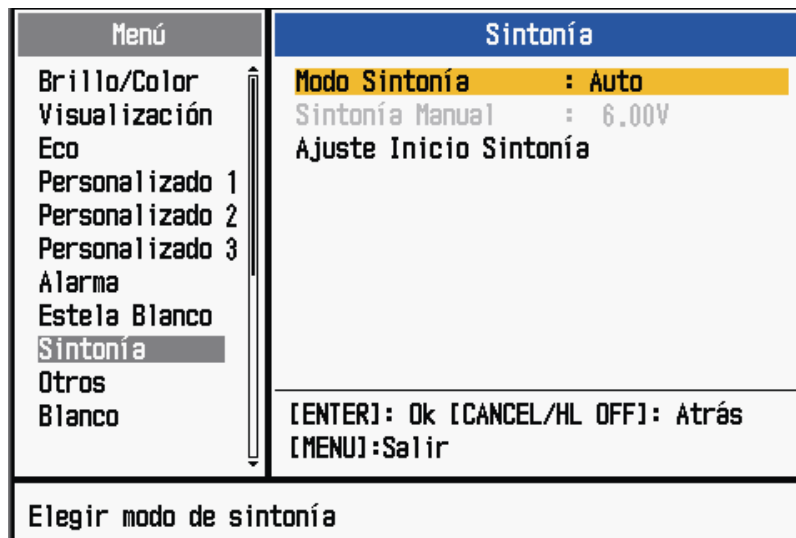 Menú
Brillo/Color
Visualización
Eco
Personalizado 1
Personalizado 2
Personalizado 3
Alarma
Estela Blanco
Sintonía
Otros
Blanco
Sintonía
Modo Sintonía : Auto
Sintonía Manual : 6.00V
Ajuste Inicio Sintonía
[ENTER]: Ok [CANCEL/HL OFF]: Atrás
[MENU]:Salir
Elegir modo de sintonía